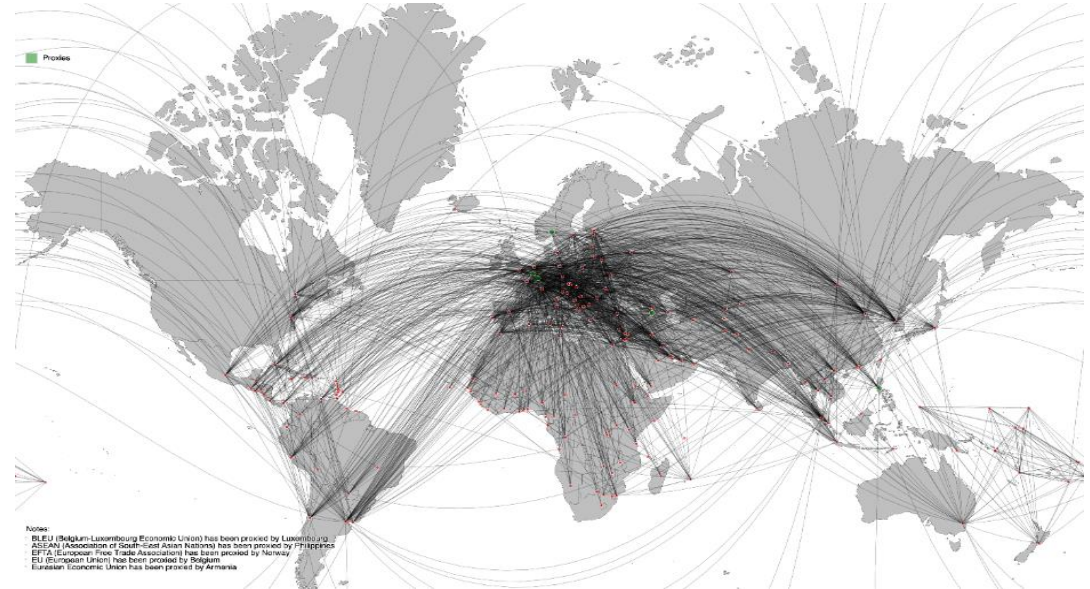 Proxies
Notes:
BLEU (Belgium-Luxembourg Economic Union) has been proxied by Luxembourg
ASEAN (Association of South-East Asian Nations) has been proxied by Philippines
EFTA (European Free Trade Association) has been proxied by Norway
EU (European Union) has been proxied by Belgium
Eurasian Economic Union has been proxied by Armenia